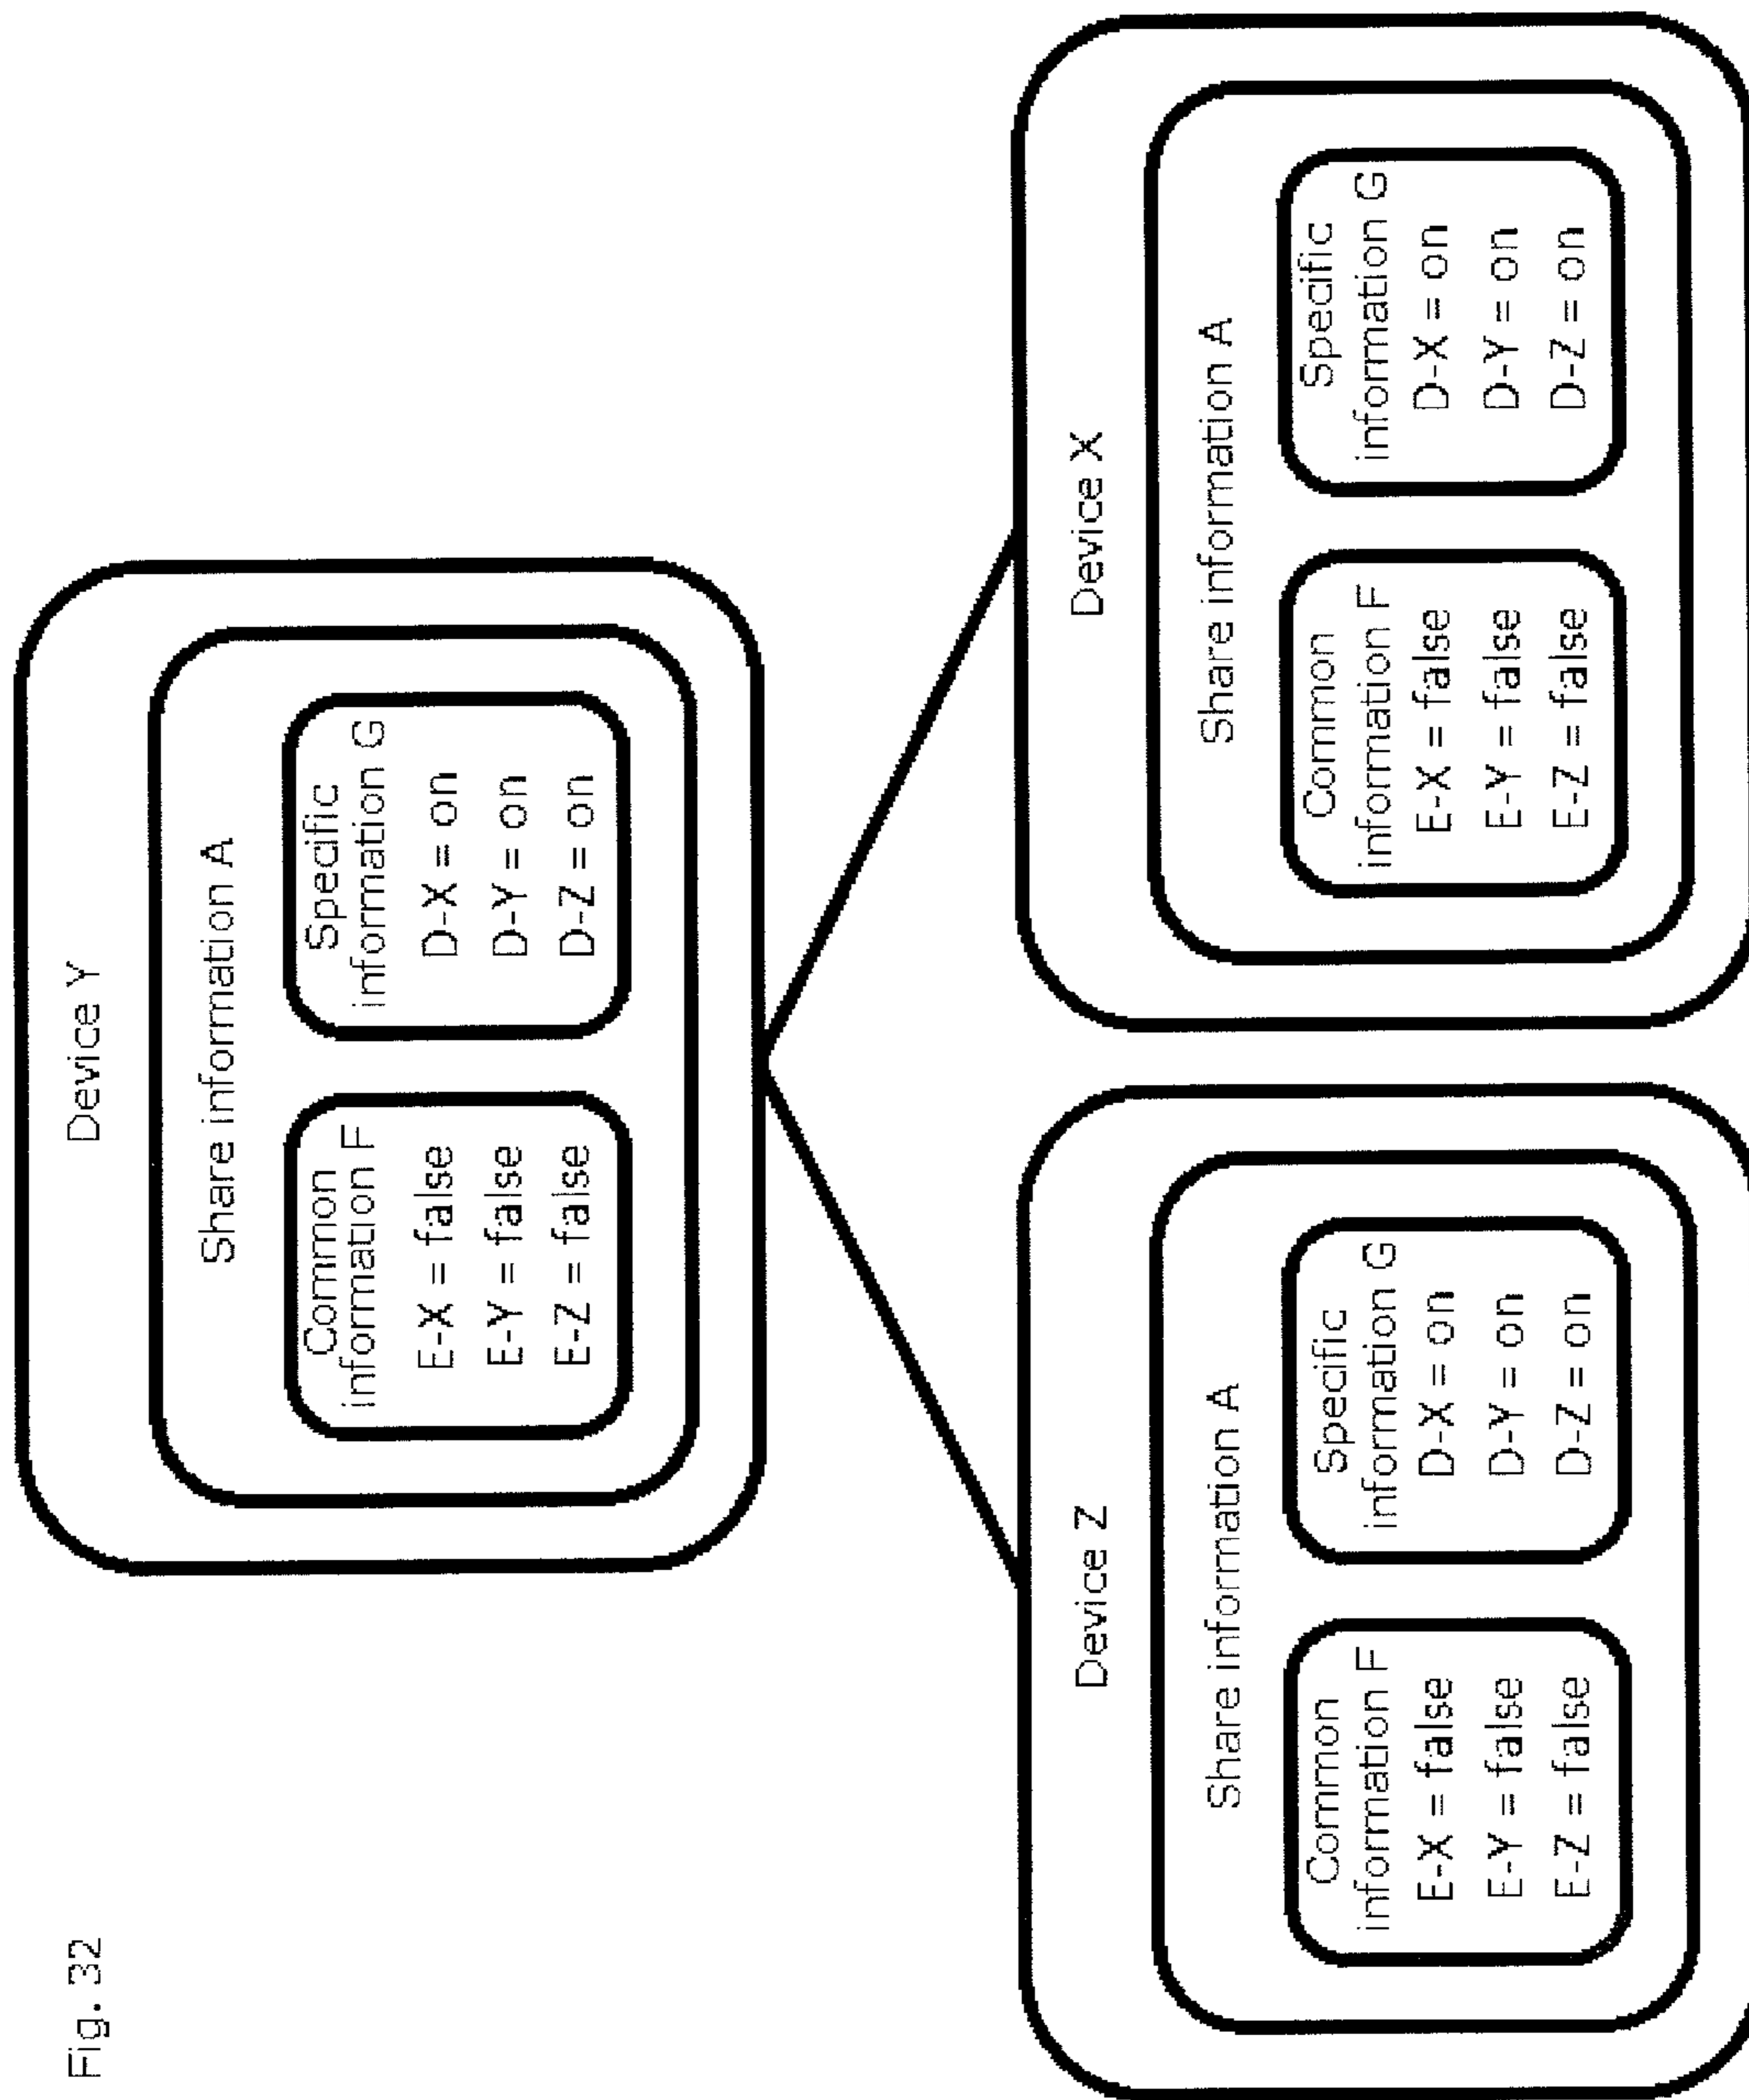 Fig. 32
Device Y
Share information A
Common
information F
E-X = false
E-Y = false
E-Z = false
Specific
information G
D-X = on
D-Y = on
D-Z = on
Device Z
Share information A
Common
information F
E-X = false
E-Y = false
E-Z = false
Specific
information G
D-X = on
D-Y = on
D-Z = on
Device X
Share information A
Common
information F
E-X = false
E-Y = false
E-Z = false
Specific
information G
D-X = on
D-Y = on
D-Z = on